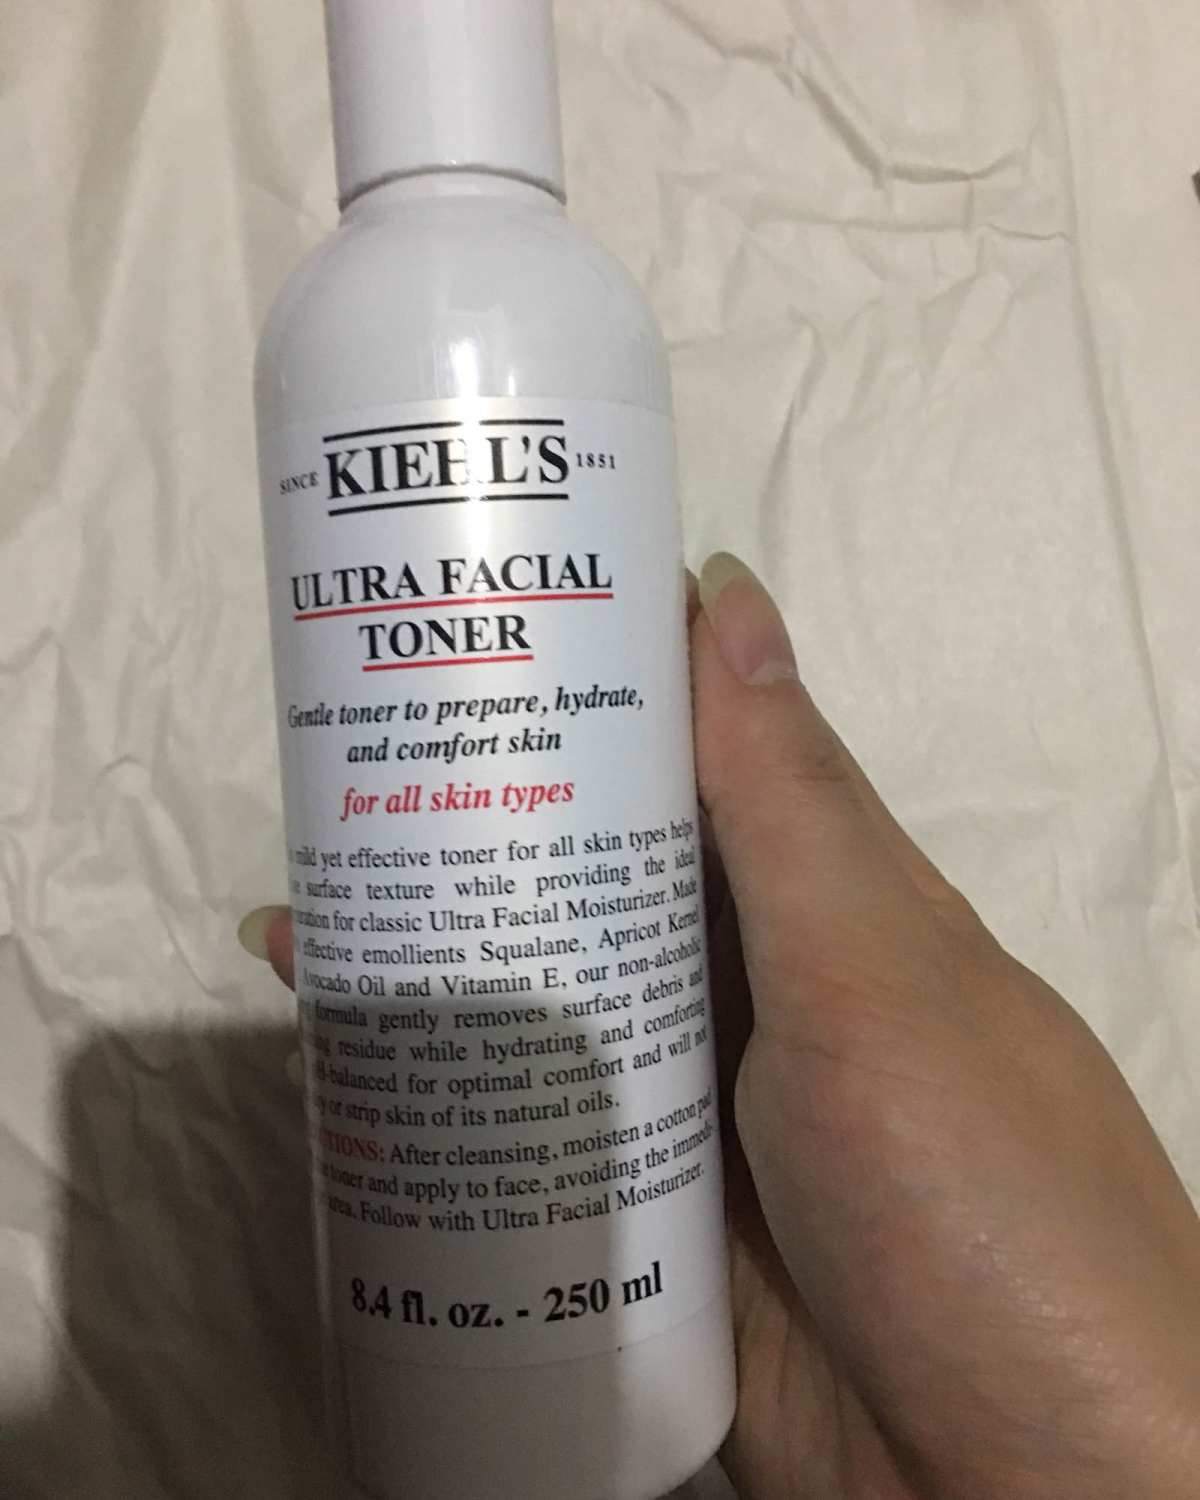 SINCE KIEHL'S 1851
ULTRA FACIAL
TONER
Gentle toner to prepare, hydrate,
and comfort skin
for all skin types
mild yet effective toner for all skin types helps
surface texture while providing the ideal
for classic Ultra Facial Moisturizer. Made
effective emollients Squalane, Apricot Kernel
Avocado Oil and Vitamin E, our non-alcoholic
formula gently removes surface debris and
residue while hydrating and comforting
-balanced for optimal comfort and will not
or strip skin of its natural oils.
After cleansing, moisten a cotton pad
toner and apply to face, avoiding the immedi-
area. Follow with Ultra Facial Moisturizer.
8.4 fl. oz. - 250 ml